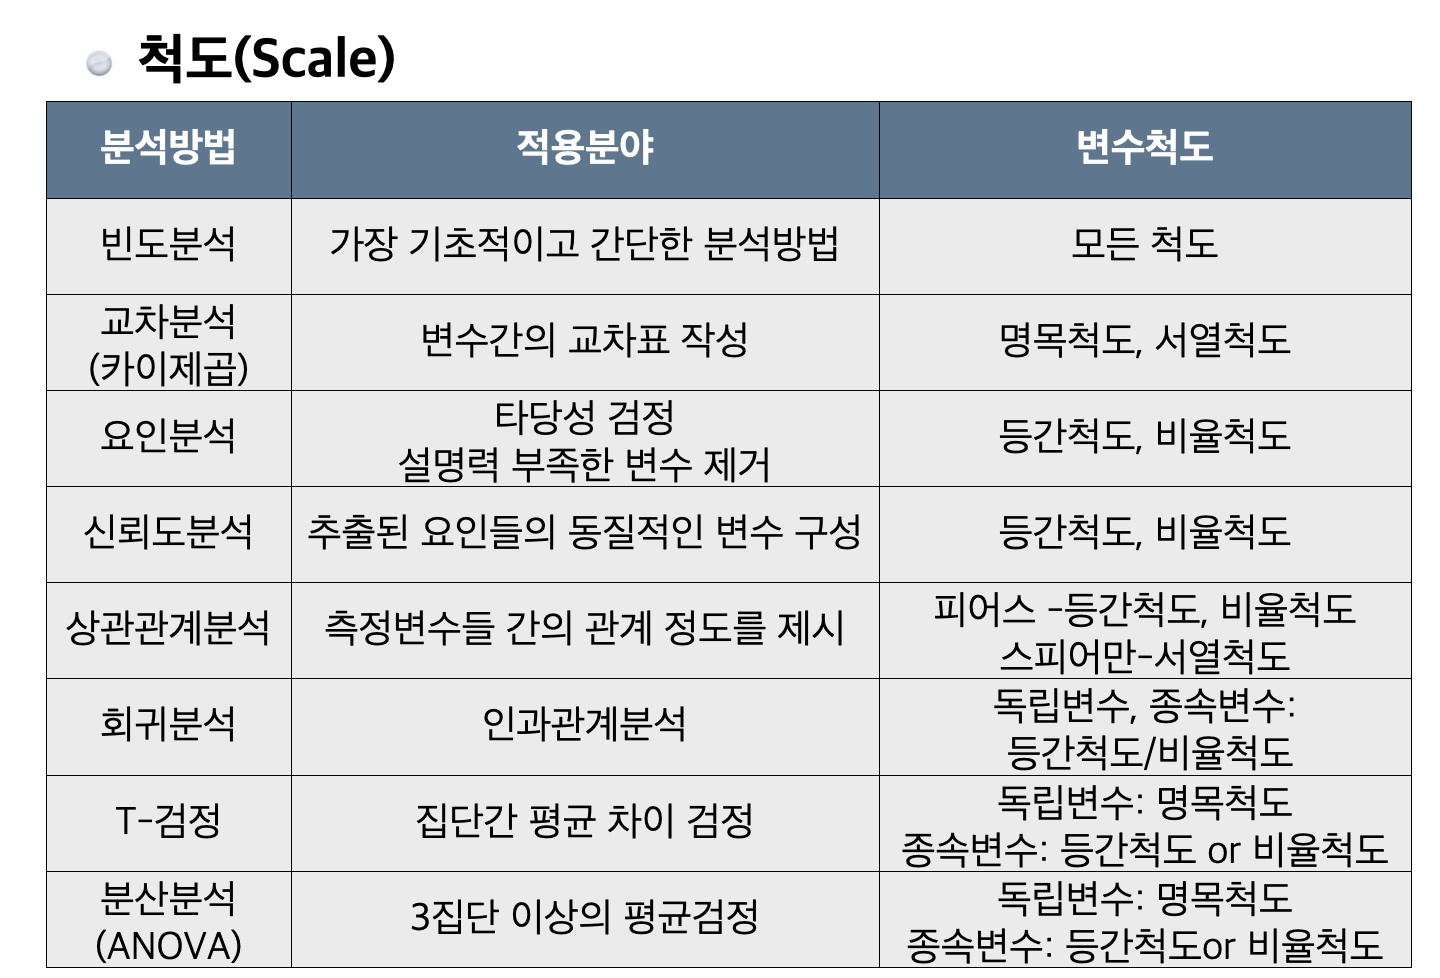 척도(Scale)
분석방법 적용분야 변수척도
빈도분석 가장 기초적이고 간단한 분석방법 모든 척도
교차분석
(카이제곱)
변수간의 교차표 작성
명목척도, 서열척도
요인분석
타당성 검정
설명력 부족한 변수 제거
등간척도, 비율척도
신뢰도분석 추출된 요인들의 동질적인 변수 구성 등간척도, 비율척도
상관관계분석
측정변수들 간의 관계 정도를 제시
피어스 -등간척도, 비율척도
스피어만-서열척도
회귀분석
인과관계분석
독립변수, 종속변수:
등간척도/비율척도
T-검정
집단간 평균 차이 검정
독립변수: 명목척도
종속변수: 등간척도 or 비율척도
분산분석
(ANOVA)
3집단 이상의 평균검정
독립변수: 명목척도
종속변수: 등간척도or 비율척도